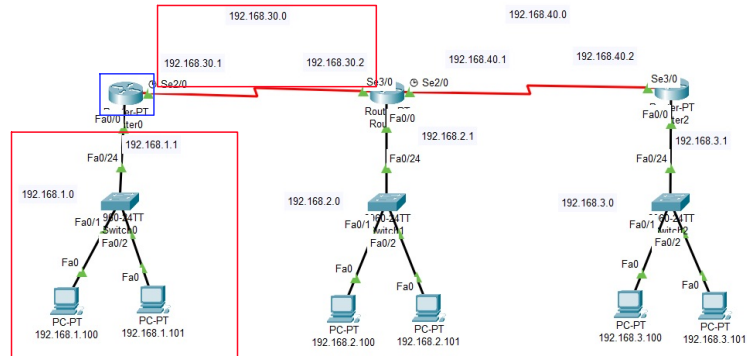 192.168.30.0
192.168.40.0
192.168.30.1
192.168.30.2
192.168.40.1
192.168.40.2
Se2/0
Se3/0
Se2/0
Se3/0
Fa0/0
Fa0/0
Fa0/0
192.168.1.1
192.168.2.1
192.168.3.1
Fa0/24
Fa0/24
Fa0/24
192.168.1.0
192.168.2.0
192.168.3.0
Fa0/1
Fa0/2
Fa0/1
Fa0/2
Fa0/1
Fa0/2
Fa0
Fa0
Fa0
Fa0
Fa0
Fa0
PC-PT
192.168.1.100
PC-PT
192.168.1.101
PC-PT
192.168.2.100
PC-PT
192.168.2.101
PC-PT
192.168.3.100
PC-PT
192.168.3.101